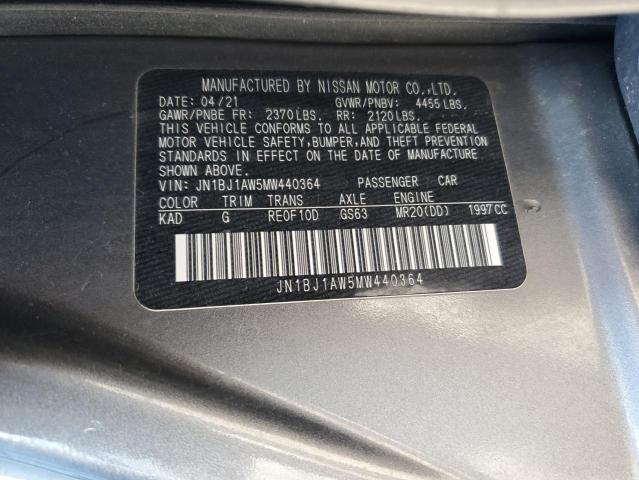 MANUFACTURED BY NISSAN MOTOR CO.,LTD.
DATE: 04/21 GVWR/PNBV: 4455 LBS.
GAWR/PNBE FR: 2370LBS. RR: 2120LBS.
THIS VEHICLE CONFORMS TO ALL APPLICABLE FEDERAL
MOTOR VEHICLE SAFETY,BUMPER,AND THEFT PREVENTION
STANDARDS IN EFFECT ON THE DATE OF MANUFACTURE
SHOWN ABOVE.
VIN: JN1BJ1AW5MW440364 PASSENGER CAR
COLOR TRIM TRANS AXLE ENGINE
KAD G RE0F10D GS63 MR20(DD) 1997CC
JN1BJ1AW5MW440364